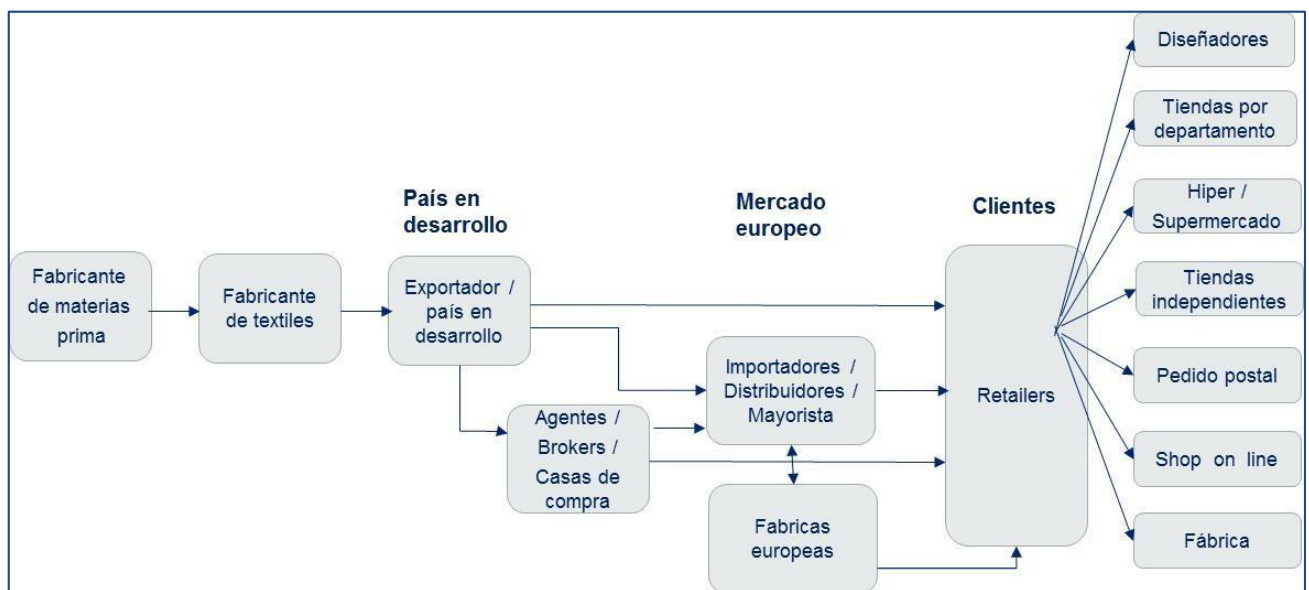 Fabricante
de materias
prima
Fabricante
de textiles
País en
desarrollo
Exportador /
país en
desarrollo
Agentes /
Brokers /
Casas de
compra
Mercado
europeo
Importadores /
Distribuidores /
Mayorista
Fabricas
europeas
Clientes
Retailers
Diseñadores
Tiendas por
departamento
Hiper /
Supermercado
Tiendas
independientes
Pedido postal
Shop on line
Fábrica